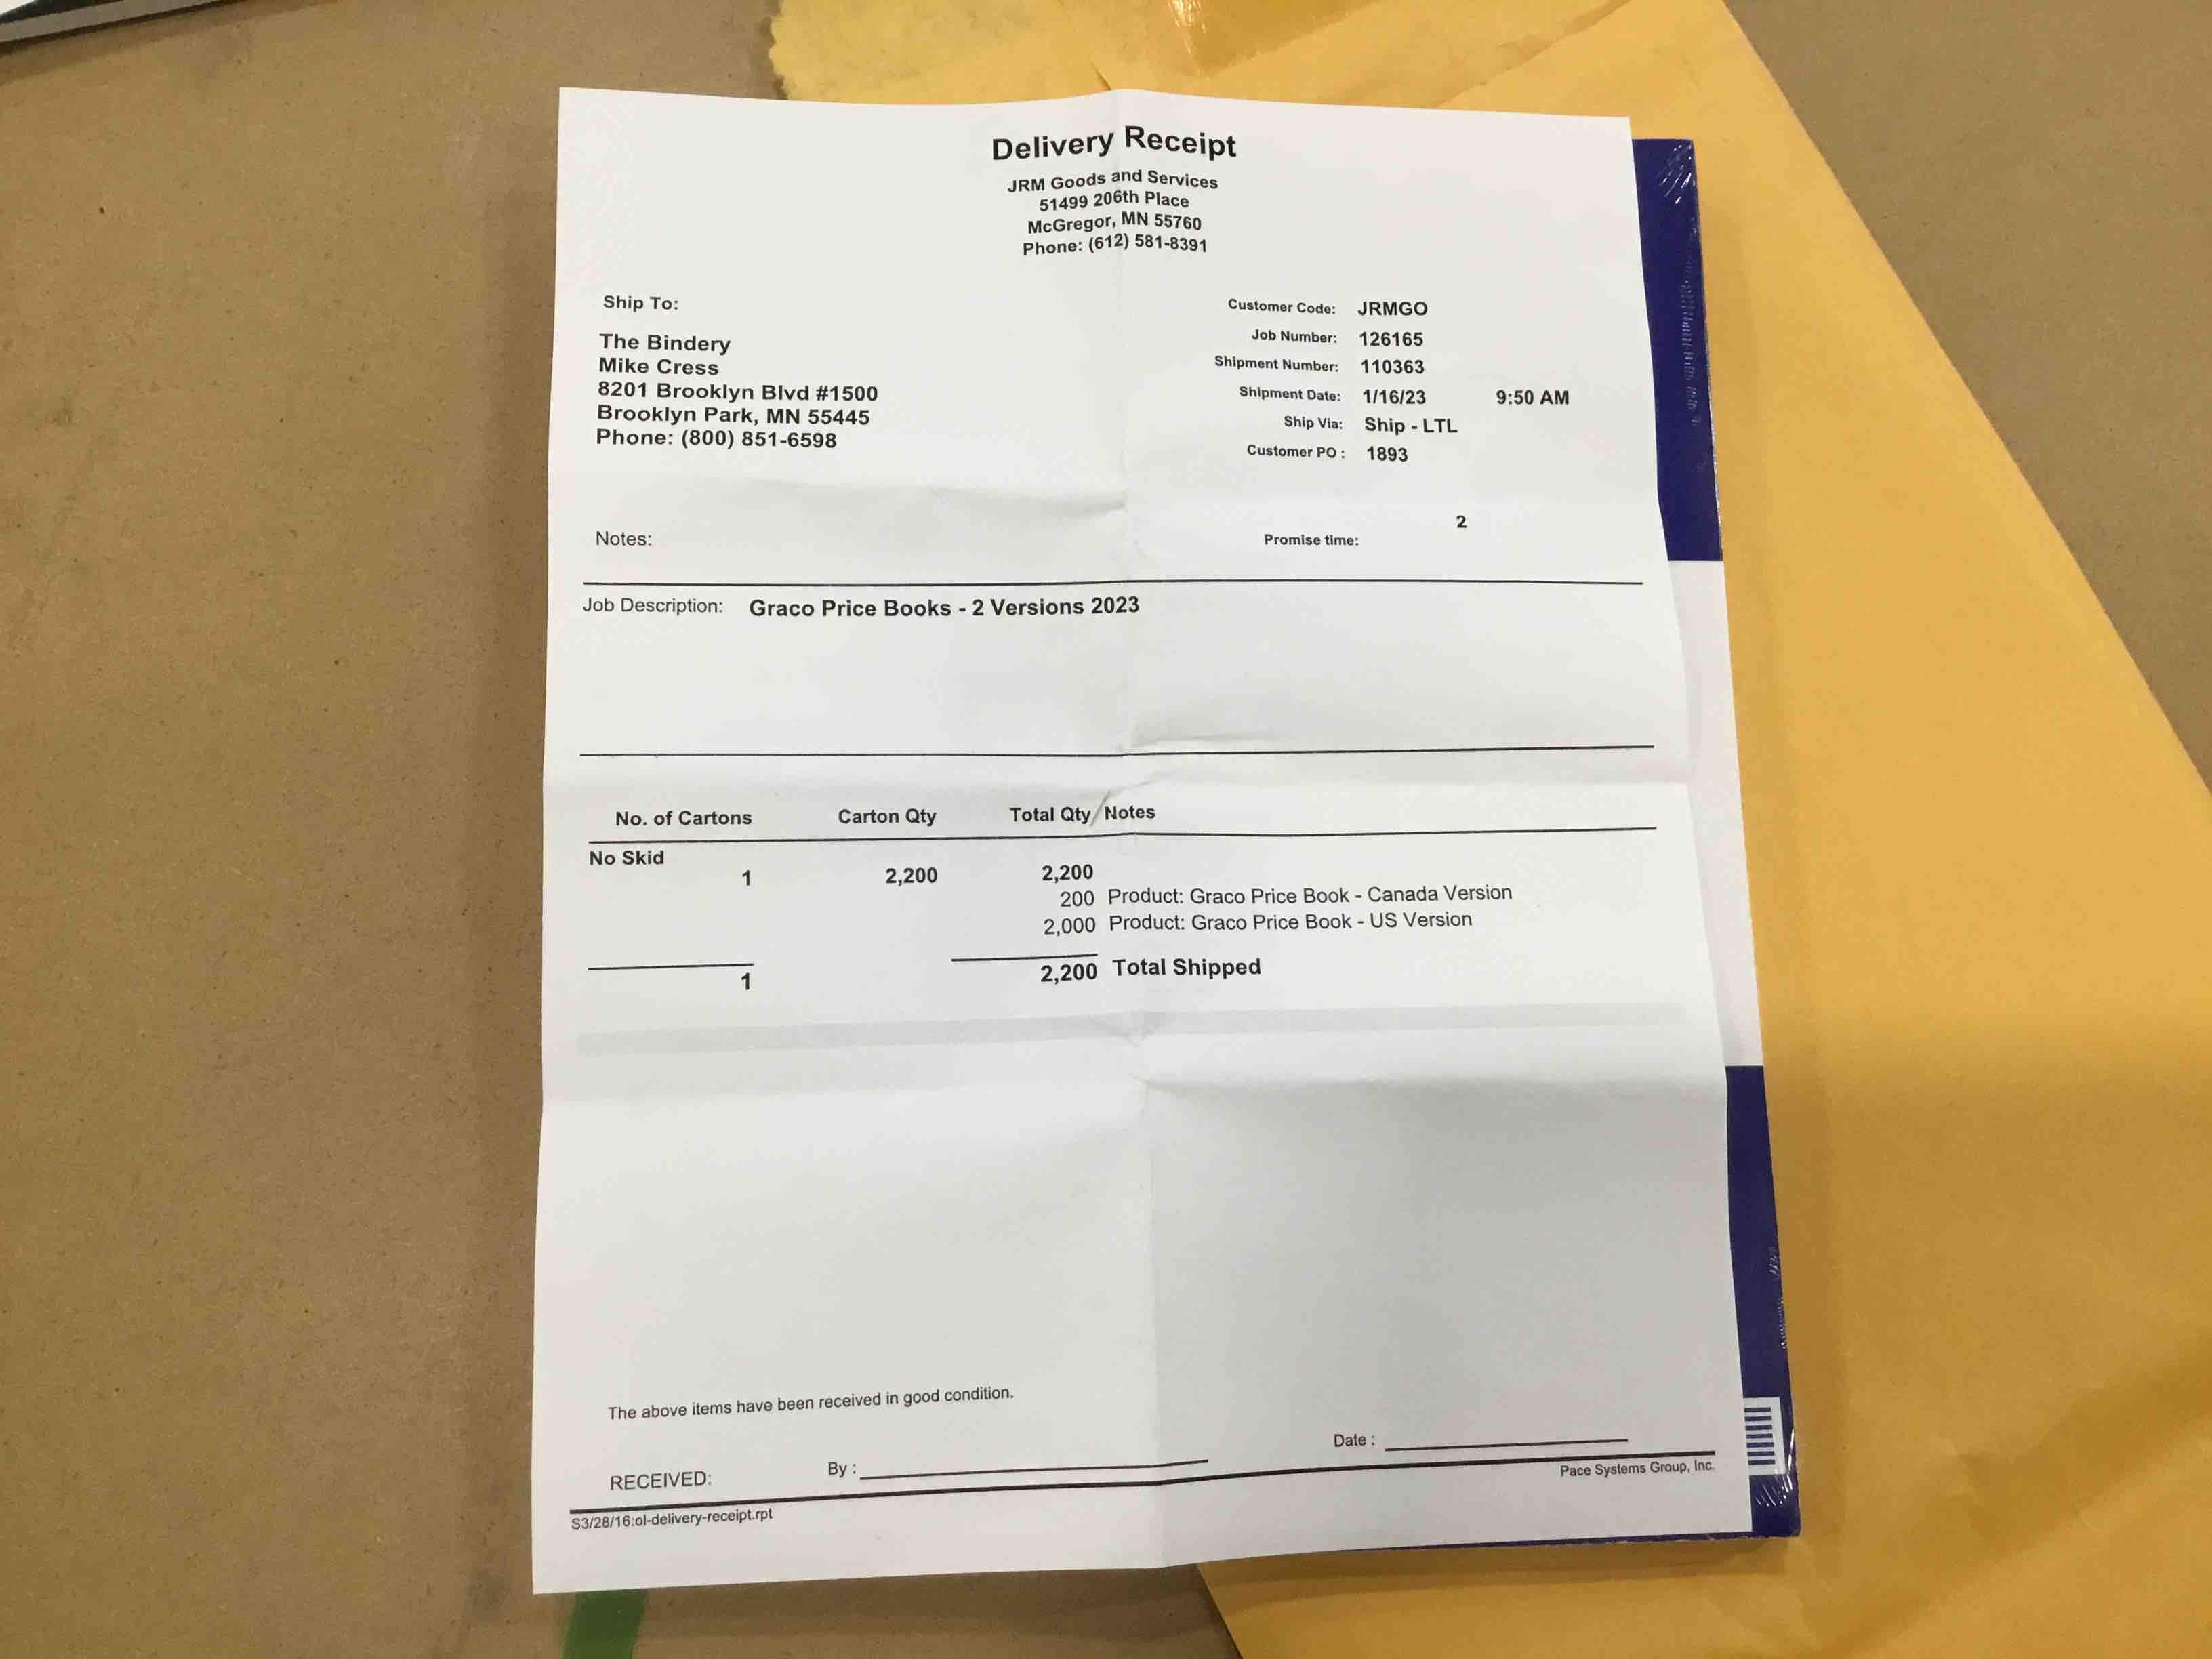 Delivery Receipt
JRM Goods and Services
51499 206th Place
McGregor, MN 55760
Phone: (612) 581-8391
Ship To:
The Bindery
Mike Cress
8201 Brooklyn Blvd #1500
Brooklyn Park, MN 55445
Phone: (800) 851-6598
Customer Code: JRMGO
Job Number: 126165
Shipment Number: 110363
Shipment Date: 1/16/23 9:50 AM
Ship Via: Ship - LTL
Customer PO : 1893
2
Notes: Promise time:
Job Description: Graco Price Books - 2 Versions 2023
No. of Cartons Carton Qty Total Qty Notes
No Skid
1 2,200 2,200
200 Product: Graco Price Book - Canada Version
2,000 Product: Graco Price Book - US Version
1 2,200 Total Shipped
The above items have been received in good condition.
RECEIVED: By : Date :
Pace Systems Group, Inc.
S3/28/16:ol-delivery-receipt.rpt